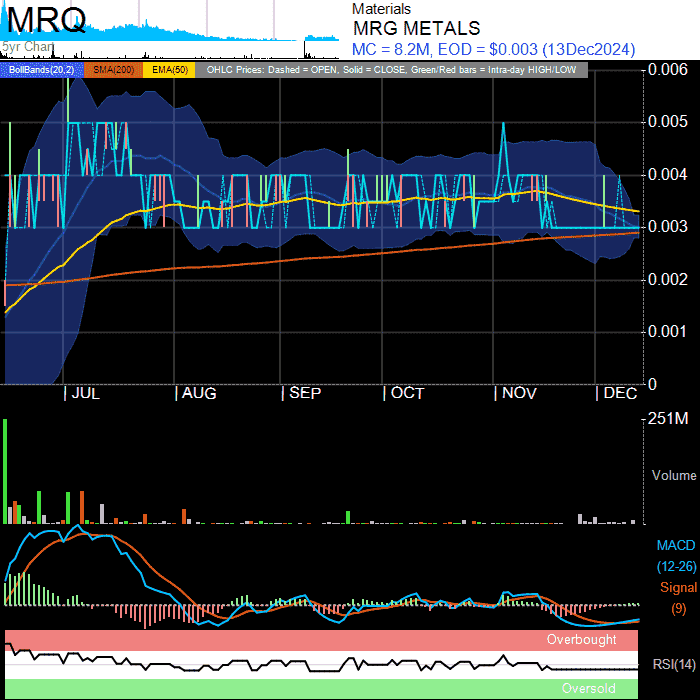 MRQ
5yr Chart
Materials
MRG METALS
MC = 8.2M, EOD = $0.003 (13Dec2024)
BollBands(20,2) SMA(200) EMA(50) OHLC Prices: Dashed = OPEN, Solid = CLOSE, Green/Red bars = Intra-day HIGH/LOW
0.006
0.005
0.004
0.003
0.002
0.001
0
JUL AUG SEP OCT NOV DEC
251M
Volume
MACD
(12-26)
Signal
(9)
Overbought
RSI(14)
Oversold